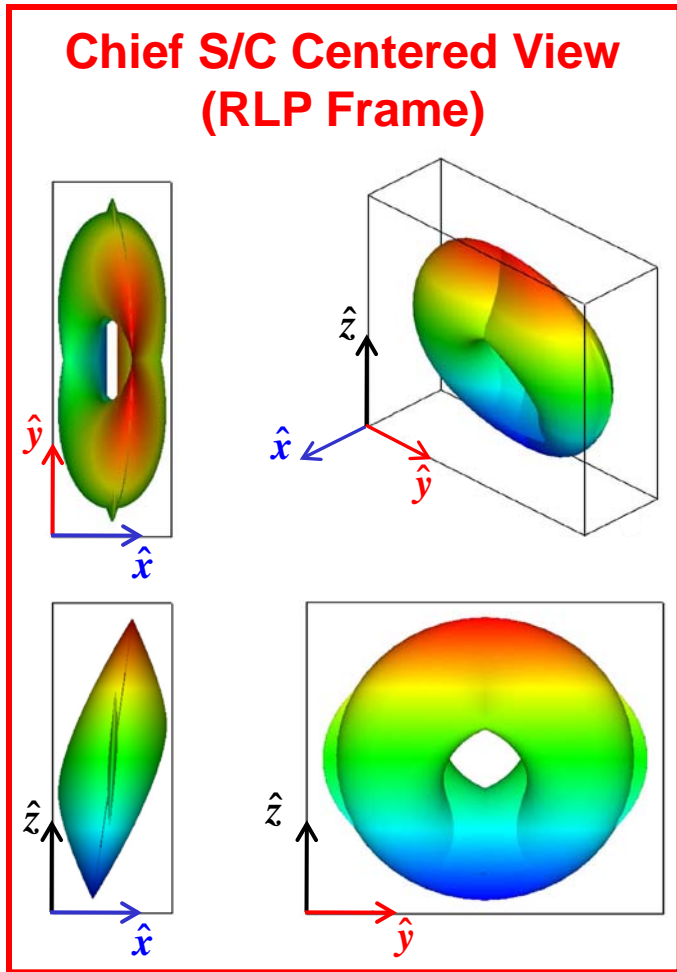 Chief S/C Centered View
(RLP Frame)
ŷ
x̂
ẑ
x̂
ŷ
ẑ
x̂
ẑ
ŷ